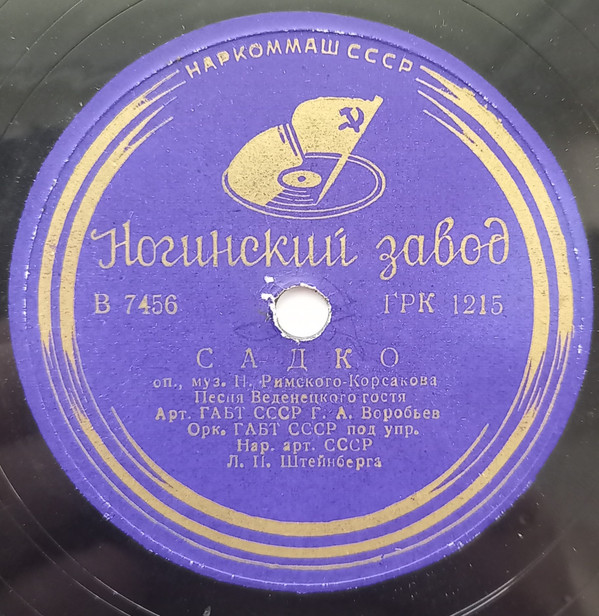 НАРКОММАШ СССР
Ногинский завод
В 7456 ГРК 1215
САДКО
оп., муз. Н. Римского-Корсакова
Песня Веденецкого гостя
Арт. ГАБТ СССР Г. А. Воробьев
Орк. ГАБТ СССР под упр.
Нар. арт. СССР
Л. П. Штейнберга